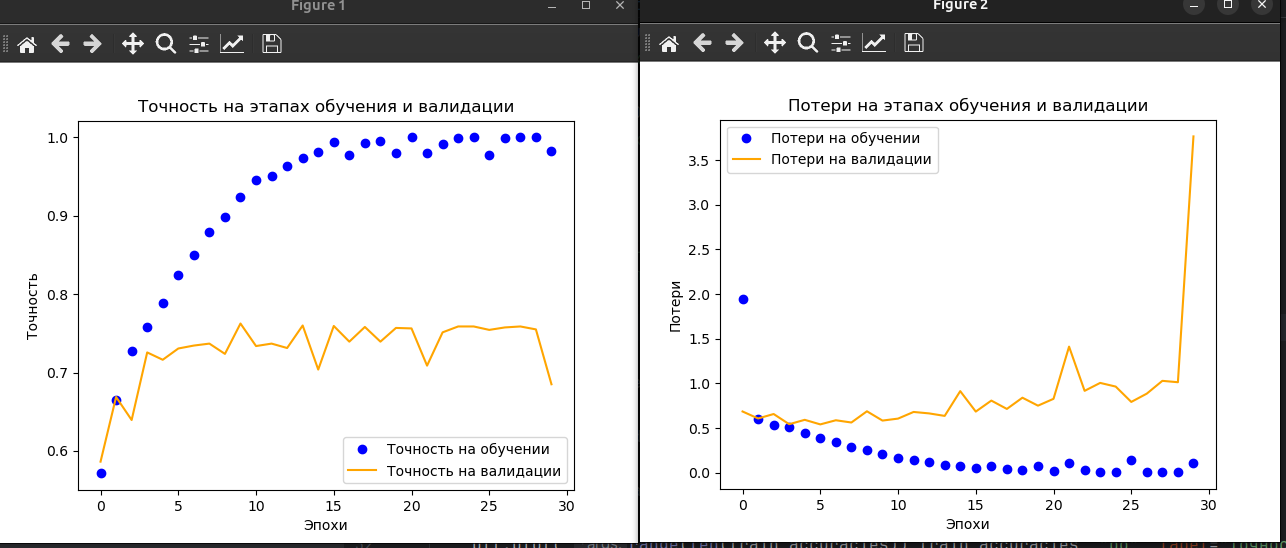 Figure 1
Точность на этапах обучения и валидации
Точность
1.0
0.9
0.8
0.7
0.6
Точность на обучении
Точность на валидации
0
5
10
15
20
25
30
Эпохи
Figure 2
Потери на этапах обучения и валидации
Потери
Потери на обучении
Потери на валидации
3.5
3.0
2.5
2.0
1.5
1.0
0.5
0.0
0
5
10
15
20
25
30
Эпохи